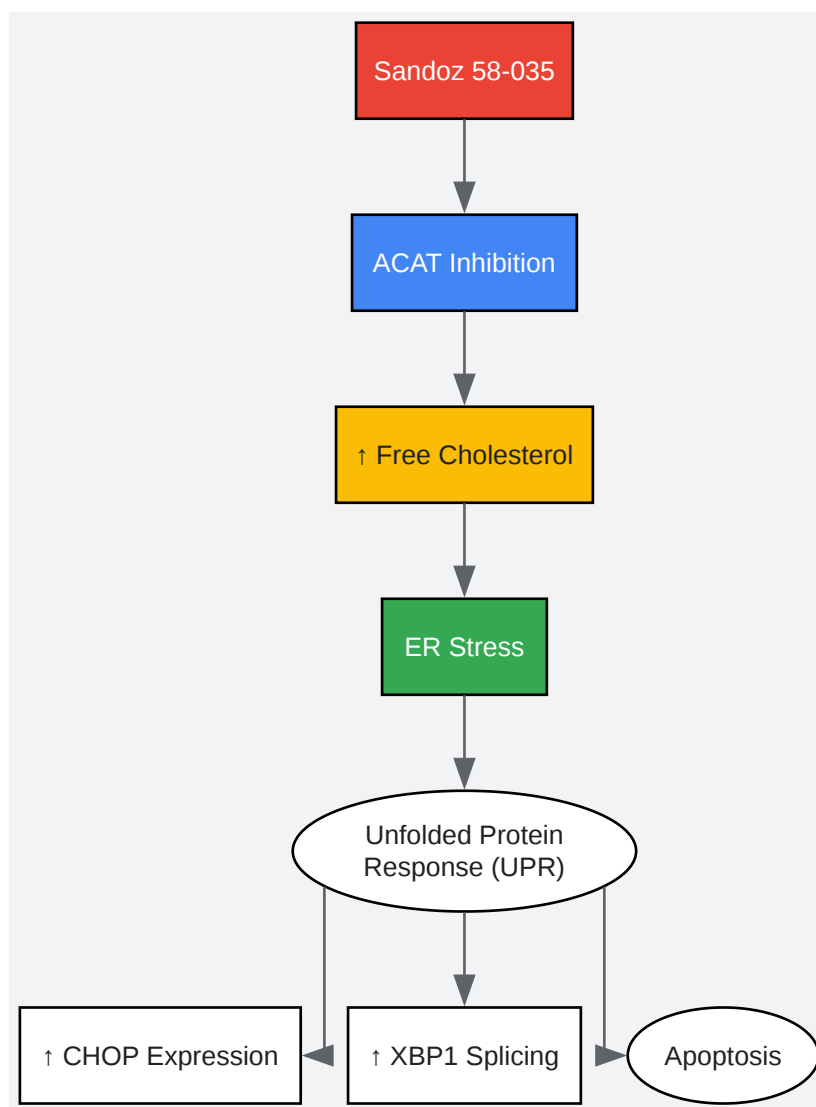 Sandoz 58-035
ACAT Inhibition
↑ Free Cholesterol
ER Stress
Unfolded Protein
Response (UPR)
↑ CHOP Expression
↑ XBP1 Splicing
Apoptosis